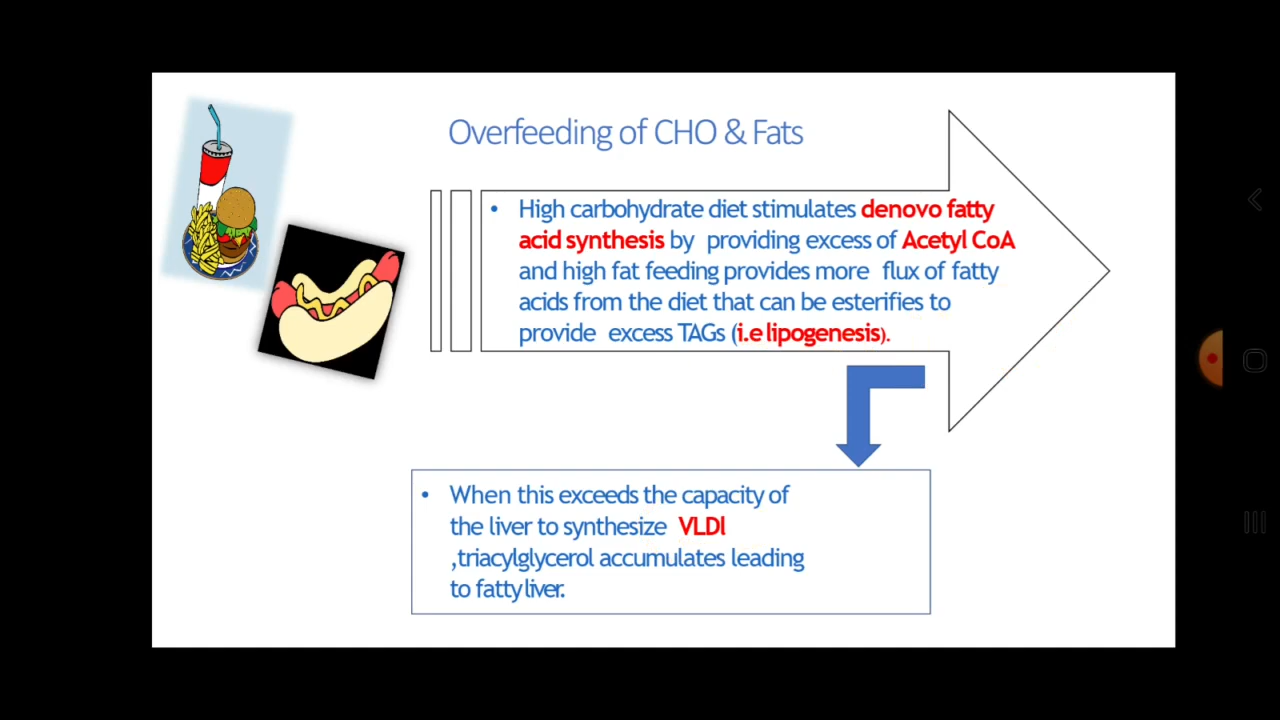 Overfeeding of CHO & Fats
• High carbohydrate diet stimulates denovo fatty
acid synthesis by providing excess of Acetyl CoA
and high fat feeding provides more flux of fatty
acids from the diet that can be esterifies to
provide excess TAGs (i.e lipogenesis).
• When this exceeds the capacity of
the liver to synthesize VLDl
,triacylglycerol accumulates leading
to fatty liver.